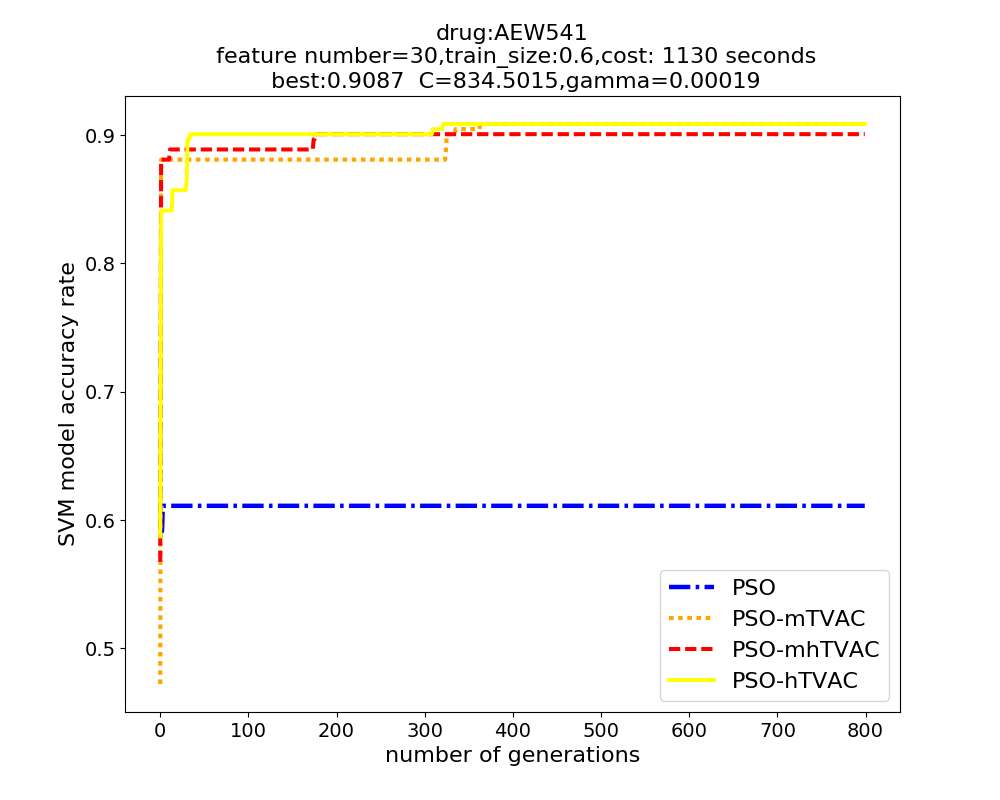 drug:AEW541
feature number=30,train_size:0.6,cost: 1130 seconds
best:0.9087  C=834.5015,gamma=0.00019
SVM model accuracy rate
0.9
0.8
0.7
0.6
0.5
PSO
PSO-mTVAC
PSO-mhTVAC
PSO-hTVAC
0 100 200 300 400 500 600 700 800
number of generations